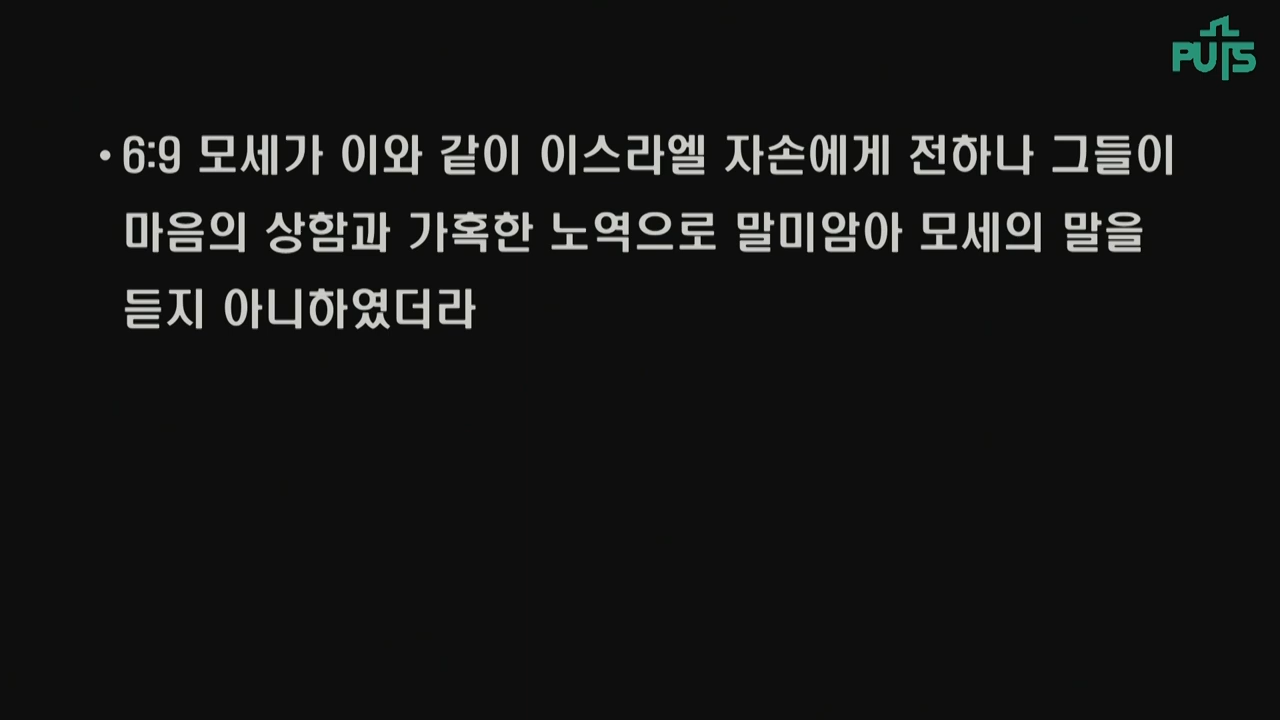 PUTS
• 6:9 모세가 이와 같이 이스라엘 자손에게 전하나 그들이
마음의 상함과 가혹한 노역으로 말미암아 모세의 말을
듣지 아니하였더라